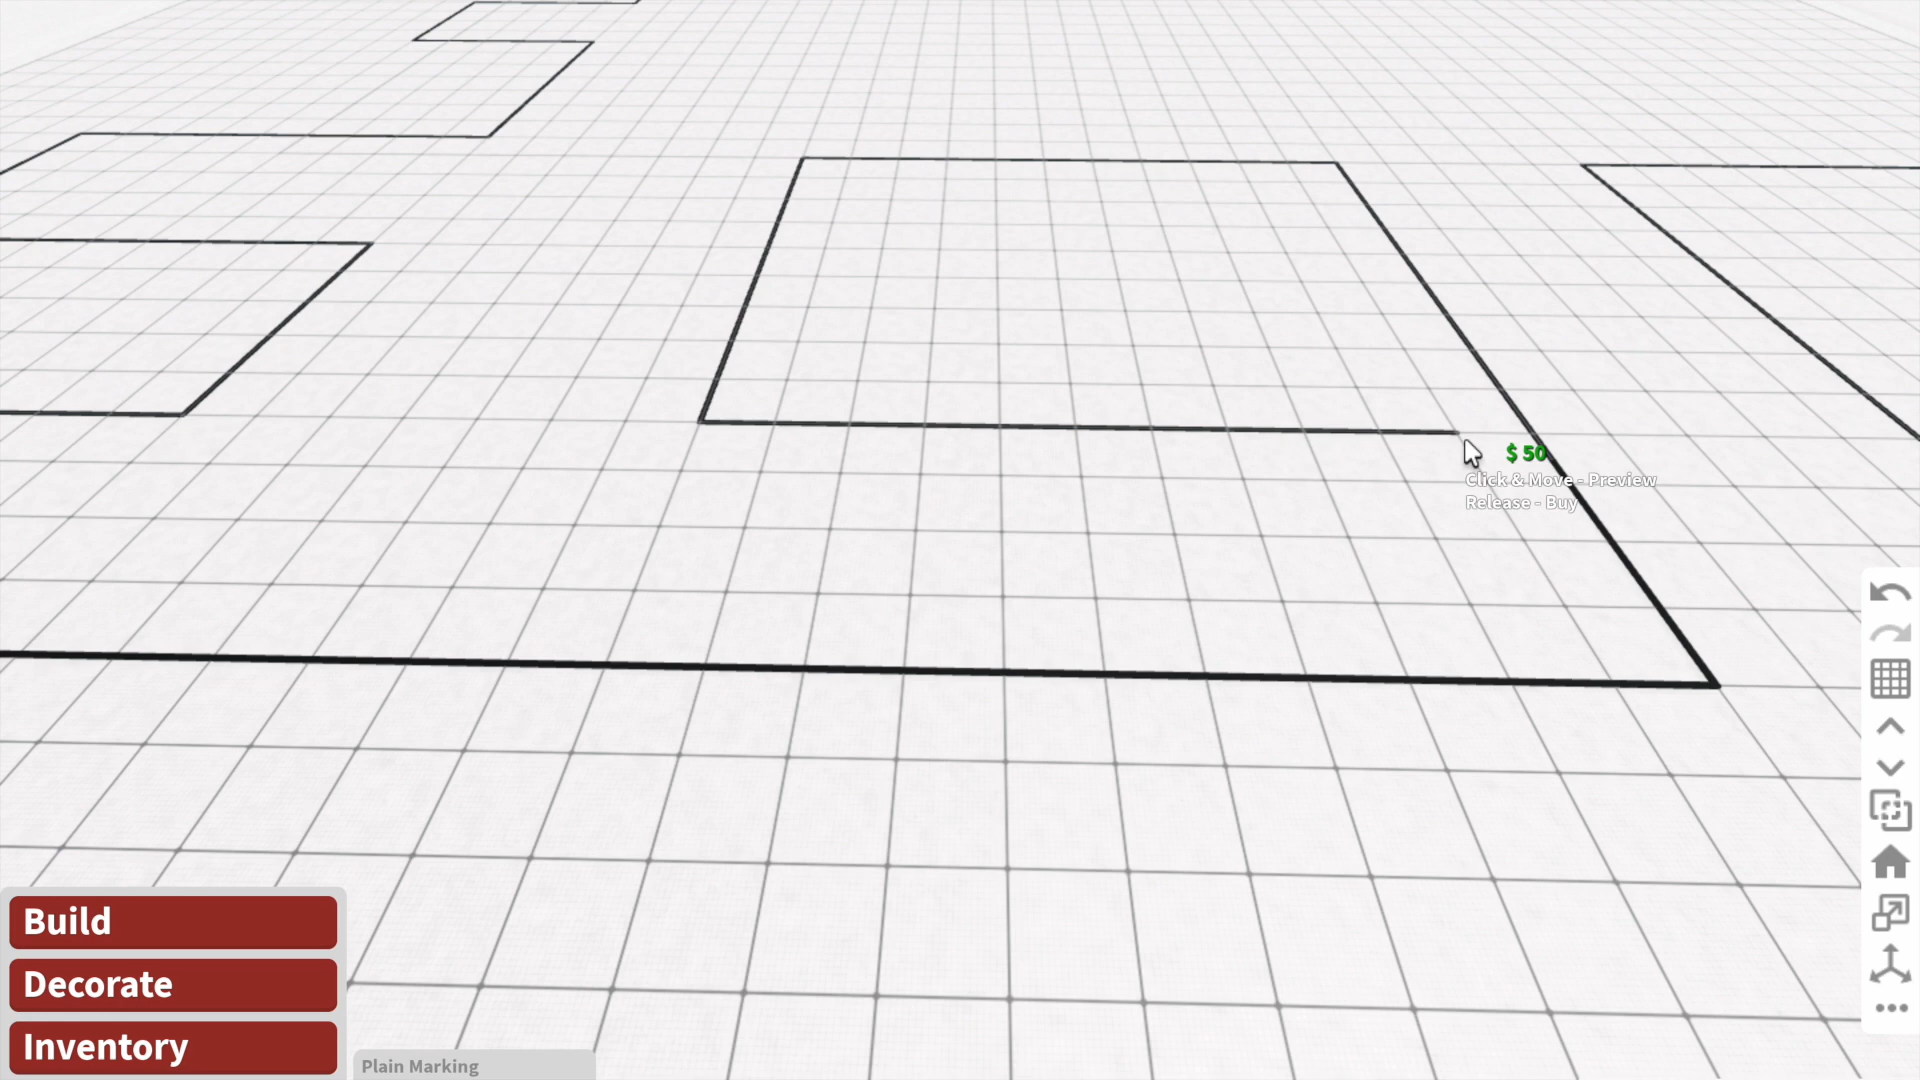 $ 50
Click & Move - Preview
Release - Buy
Build
Decorate
Inventory
Plain Marking